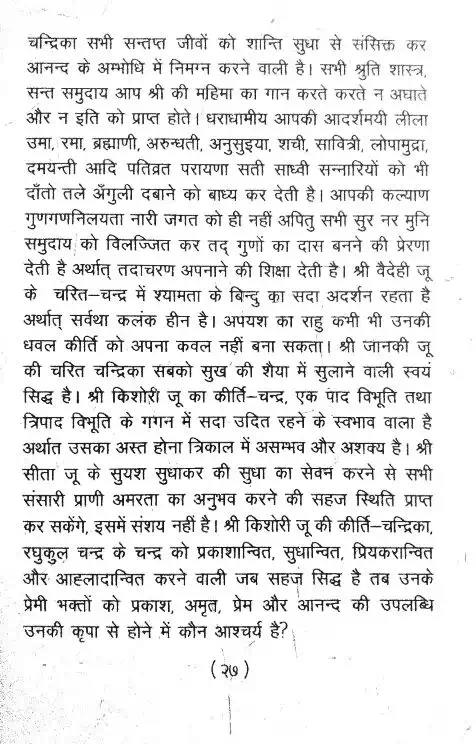 चन्द्रिका सभी सन्तप्त जीवों को शान्ति सुधा से संसिक्त कर
आनन्द के अम्भोधि में निमग्न करने वाली है। सभी श्रुति शास्त्र,
सन्त समुदाय आप श्री की महिमा का गान करते करते न अघाते
और न इति को प्राप्त होते। धराधामीय आपकी आदर्शमयी लीला
उमा, रमा, ब्रह्माणी, अरुन्धती, अनुसुइया, शची, सावित्री, लोपामुद्रा,
दमयन्ती आदि पतिव्रत परायणा सती साध्वी सन्नारियों को भी
दाँतो तले अँगुली दबाने को बाध्य कर देती है। आपकी कल्याण
गुणगणनिलयता नारी जगत को ही नहीं अपितु सभी सुर नर मुनि
समुदाय को विलज्जित कर तद् गुणों का दास बनने की प्रेरणा
देती है अर्थात् तदाचरण अपनाने की शिक्षा देती है। श्री वैदेही जू
के चरित–चन्द्र में श्यामता के बिन्दु का सदा अदर्शन रहता है
अर्थात् सर्वथा कलंक हीन है। अपयश का राहु कभी भी उनकी
धवल कीर्ति को अपना कवल नहीं बना सकता। श्री जानकी जू
की चरित चन्द्रिका सबको सुख की शैया में सुलाने वाली स्वयं
सिद्ध है। श्री किशोरी जू का कीर्ति–चन्द्र, एक पाद विभूति तथा
त्रिपाद विभूति के गगन में सदा उदित रहने के स्वभाव वाला है
अर्थात उसका अस्त होना त्रिकाल में असम्भव और अशक्य है। श्री
सीता जू के सुयश सुधाकर की सुधा का सेवन करने से सभी
संसारी प्राणी अमरता का अनुभव करने की सहज स्थिति प्राप्त
कर सकेंगे, इसमें संशय नहीं है। श्री किशोरी जू की कीर्ति–चन्द्रिका,
रघुकुल चन्द्र के चन्द्र को प्रकाशान्वित, सुधान्वित, प्रियकरान्वित
और आह्लादान्वित करने वाली जब सहज सिद्ध है तब उनके
प्रेमी भक्तों को प्रकाश, अमृत, प्रेम और आनन्द की उपलब्धि
उनकी कृपा से होने में कौन आश्चर्य है?
(२७)